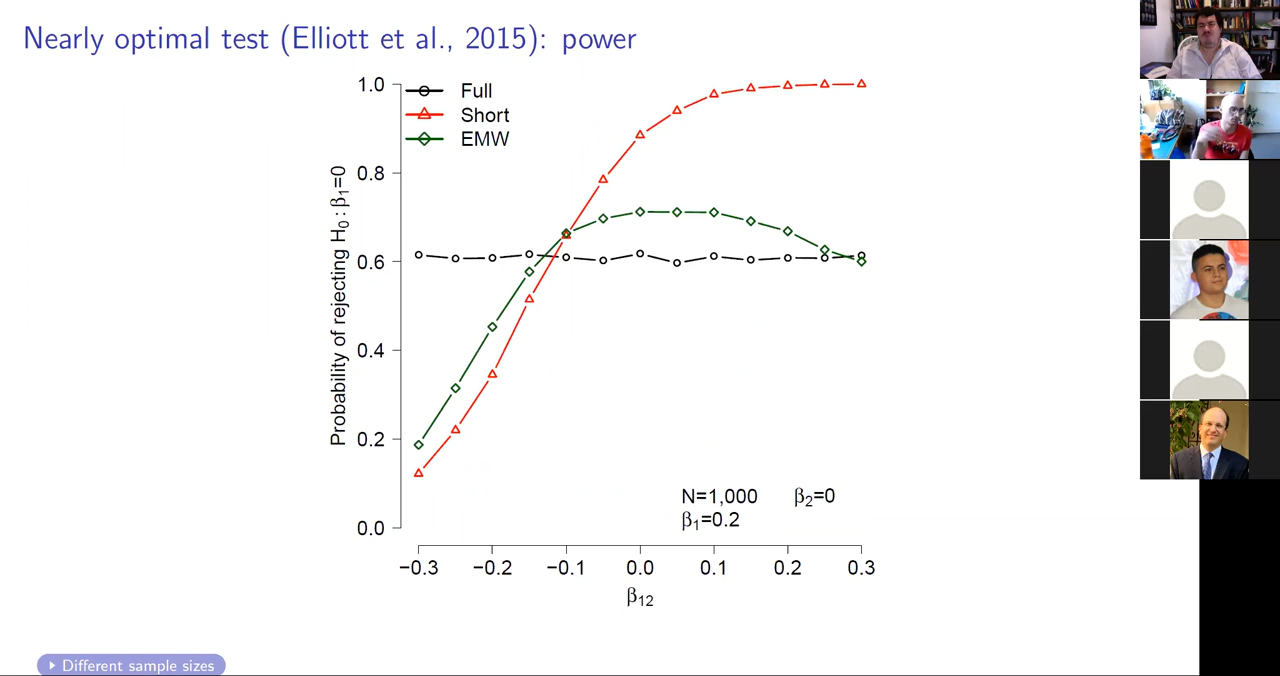 Nearly optimal test (Elliott et al., 2015): power
Full
Short
EMW
Probability of rejecting H₀ : β₁=0
1.0
0.8
0.6
0.4
0.2
0.0
N=1,000 β₂=0
β₁=0.2
−0.3 −0.2 −0.1 0.0 0.1 0.2 0.3
β₁₂
Different sample sizes